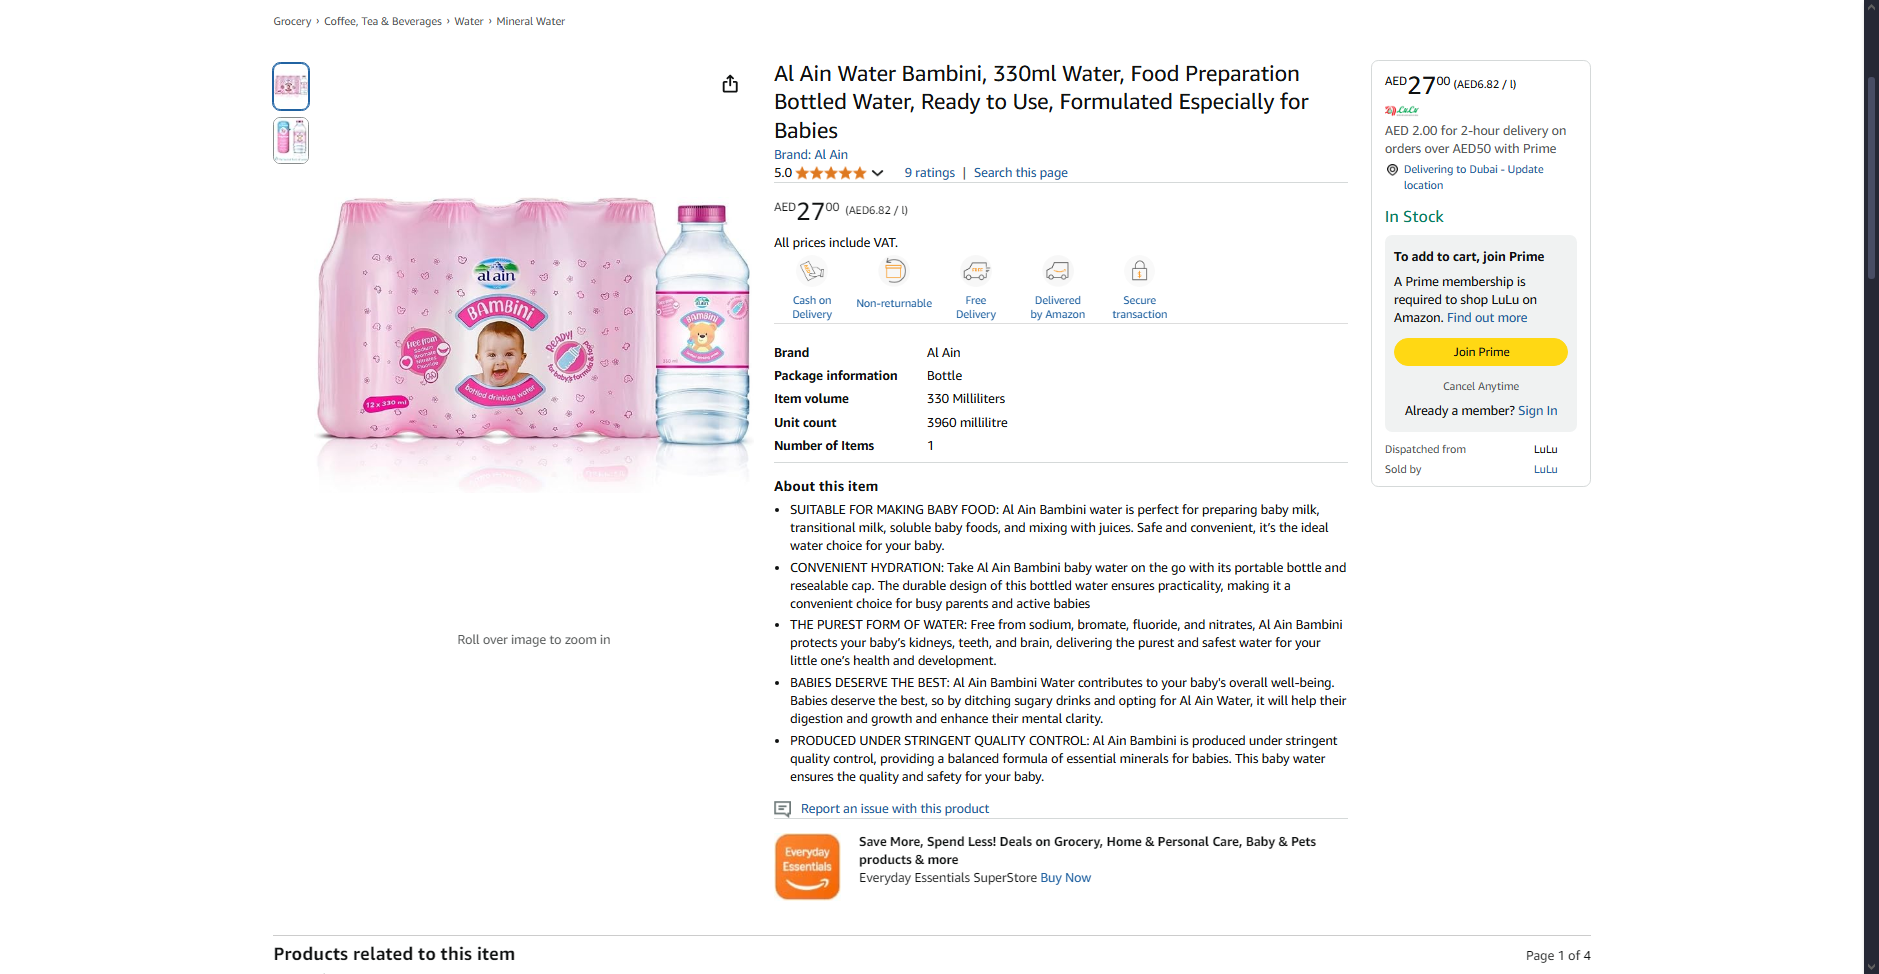 Grocery › Coffee, Tea & Beverages › Water › Mineral Water
al ain
BAMBiNi
Free from
Sodium
Bromate
Nitrates
Fluoride
READY!
for baby's formula
bottled drinking water
12 x 330 ml
BAMBiNi
Roll over image to zoom in
Al Ain Water Bambini, 330ml Water, Food Preparation
Bottled Water, Ready to Use, Formulated Especially for
Babies
Brand: Al Ain
5.0
9 ratings | Search this page
AED27⁰⁰ (AED6.82 / l)
All prices include VAT.
Cash on
Delivery
Non-returnable
Free
Delivery
Delivered
by Amazon
Secure
transaction
Brand Al Ain
Package information Bottle
Item volume 330 Milliliters
Unit count 3960 millilitre
Number of Items 1
About this item
• SUITABLE FOR MAKING BABY FOOD: Al Ain Bambini water is perfect for preparing baby milk,
transitional milk, soluble baby foods, and mixing with juices. Safe and convenient, it’s the ideal
water choice for your baby.
• CONVENIENT HYDRATION: Take Al Ain Bambini baby water on the go with its portable bottle and
resealable cap. The durable design of this bottled water ensures practicality, making it a
convenient choice for busy parents and active babies
• THE PUREST FORM OF WATER: Free from sodium, bromate, fluoride, and nitrates, Al Ain Bambini
protects your baby’s kidneys, teeth, and brain, delivering the purest and safest water for your
little one’s health and development.
• BABIES DESERVE THE BEST: Al Ain Bambini Water contributes to your baby's overall well-being.
Babies deserve the best, so by ditching sugary drinks and opting for Al Ain Water, it will help their
digestion and growth and enhance their mental clarity.
• PRODUCED UNDER STRINGENT QUALITY CONTROL: Al Ain Bambini is produced under stringent
quality control, providing a balanced formula of essential minerals for babies. This baby water
ensures the quality and safety for your baby.
Report an issue with this product
Everyday
Essentials
Save More, Spend Less! Deals on Grocery, Home & Personal Care, Baby & Pets
products & more
Everyday Essentials SuperStore Buy Now
AED27⁰⁰ (AED6.82 / l)
LuLu
AED 2.00 for 2-hour delivery on
orders over AED50 with Prime
Delivering to Dubai - Update
location
In Stock
To add to cart, join Prime
A Prime membership is
required to shop LuLu on
Amazon. Find out more
Join Prime
Cancel Anytime
Already a member? Sign In
Dispatched from LuLu
Sold by LuLu
Products related to this item
Page 1 of 4